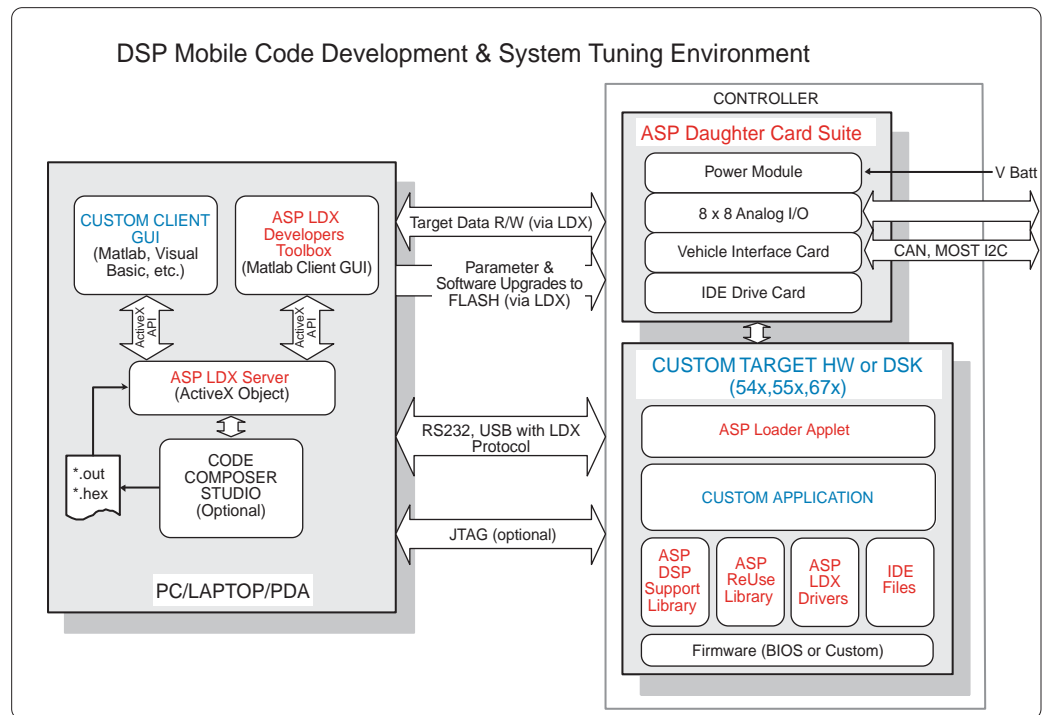 DSP Mobile Code Development & System Tuning Environment
CONTROLLER
ASP Daughter Card Suite
Power Module
8 x 8 Analog I/O
Vehicle Interface Card
IDE Drive Card
V Batt
CAN, MOST I2C
CUSTOM CLIENT
GUI
(Matlab, Visual
Basic, etc.)
ASP LDX
Developers
Toolbox
(Matlab Client GUI)
ActiveX
API
ActiveX
API
ASP LDX Server
(ActiveX Object)
*.out
*.hex
CODE
COMPOSER
STUDIO
(Optional)
PC/LAPTOP/PDA
Target Data R/W (via LDX)
Parameter &
Software Upgrades to
FLASH (via LDX)
RS232, USB with LDX
Protocol
JTAG (optional)
CUSTOM TARGET HW or DSK
(54x,55x,67x)
ASP Loader Applet
CUSTOM APPLICATION
ASP
DSP
Support
Library
ASP
ReUse
Library
ASP
LDX
Drivers
IDE
Files
Firmware (BIOS or Custom)